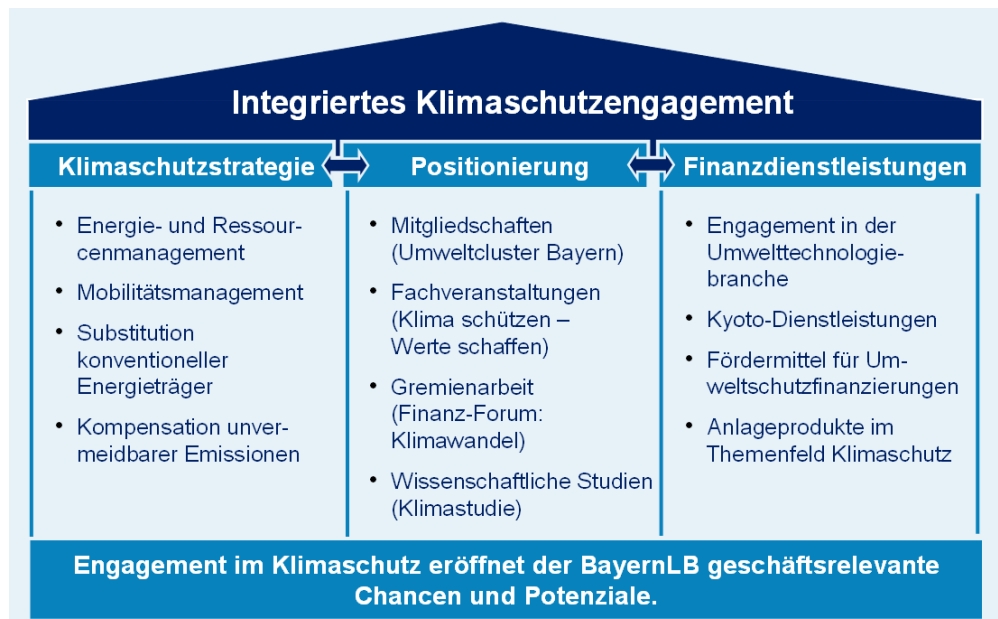 Integriertes Klimaschutzengagement
Klimaschutzstrategie
Positionierung
Finanzdienstleistungen
• Energie- und Ressour-
cenmanagement
• Mobilitätsmanagement
• Substitution
konventioneller
Energieträger
• Kompensation unver-
meidbarer Emissionen
• Mitgliedschaften
(Umweltcluster Bayern)
• Fachveranstaltungen
(Klima schützen –
Werte schaffen)
• Gremienarbeit
(Finanz-Forum:
Klimawandel)
• Wissenschaftliche Studien
(Klimastudie)
• Engagement in der
Umwelttechnologie-
branche
• Kyoto-Dienstleistungen
• Fördermittel für Um-
weltschutzfinanzierungen
• Anlageprodukte im
Themenfeld Klimaschutz
Engagement im Klimaschutz eröffnet der BayernLB geschäftsrelevante
Chancen und Potenziale.